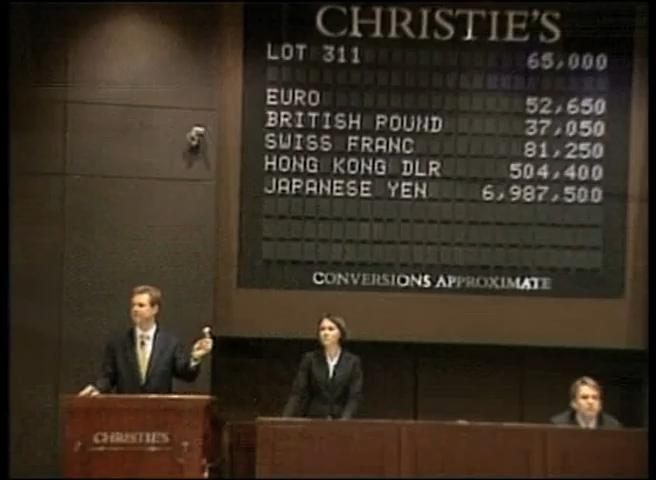 CHRISTIE'S
LOT 311 65,000
EURO 52,650
BRITISH POUND 37,050
SWISS FRANC 81,250
HONG KONG DLR 504,400
JAPANESE YEN 6,987,500
CONVERSIONS APPROXIMATE
CHRISTIE'S